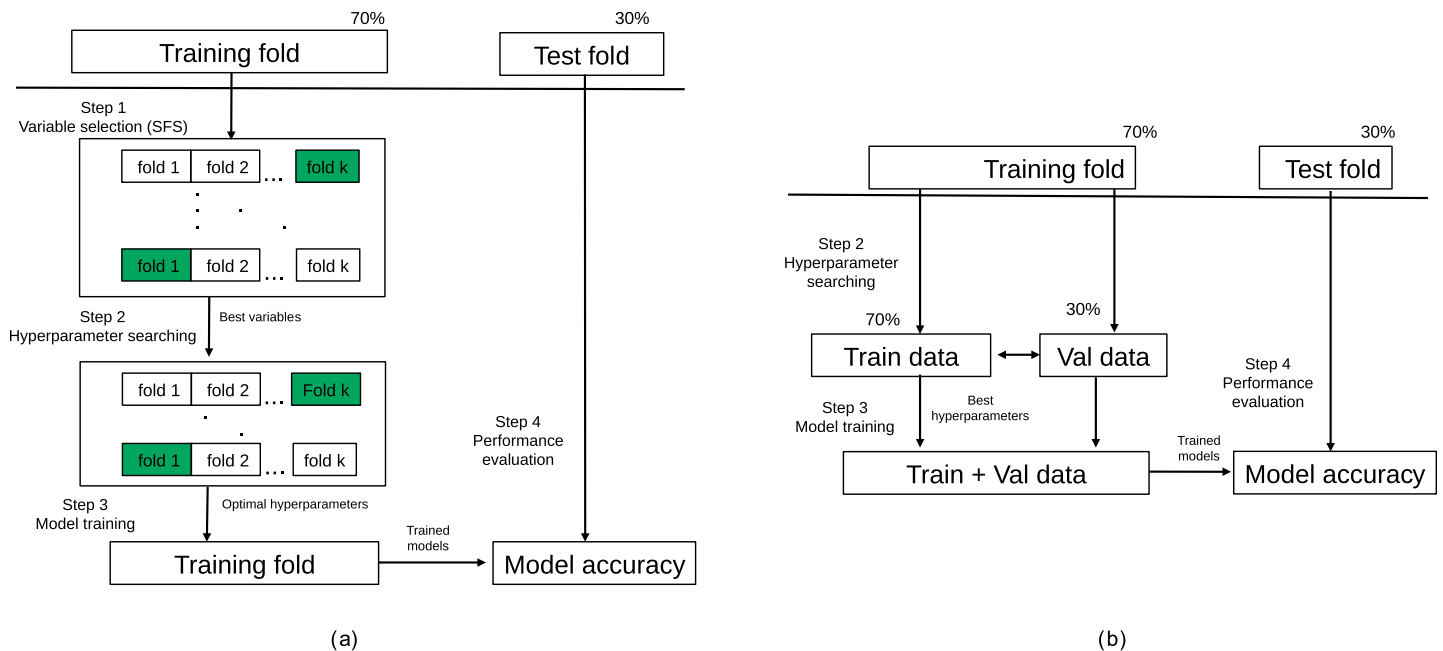 70%
30%
Training fold
Test fold
Step 1
Variable selection (SFS)
fold 1
fold 2
...
fold k
fold 1
fold 2
...
fold k
Step 2
Hyperparameter searching
Best variables
fold 1
fold 2
...
Fold k
fold 1
fold 2
...
fold k
Step 3
Model training
Optimal hyperparameters
Step 4
Performance
evaluation
Training fold
Trained
models
Model accuracy
(a)
70%
30%
Training fold
Test fold
Step 2
Hyperparameter
searching
70%
30%
Train data
Val data
Step 3
Model training
Best
hyperparameters
Step 4
Performance
evaluation
Train + Val data
Trained
models
Model accuracy
(b)